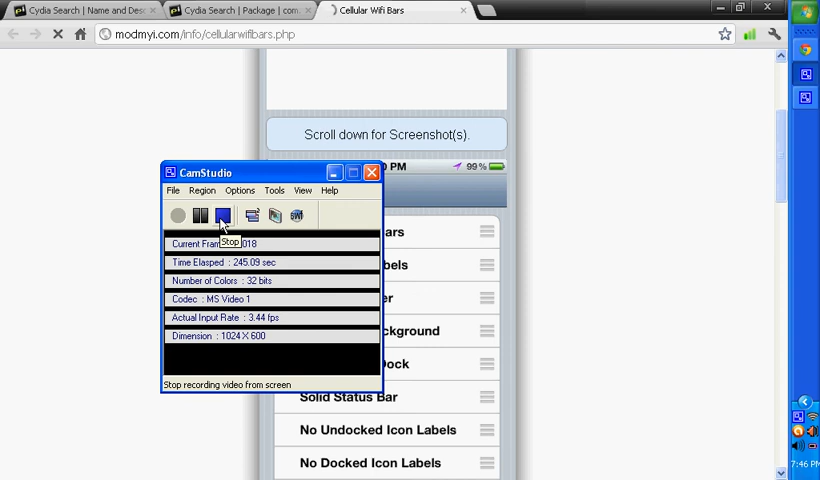 Cydia Search | Name and Desc
Cydia Search | Package | com.
Cellular Wifi Bars
modmyi.com/info/cellularwifibars.php
Scroll down for Screenshot(s).
PM
99%
CamStudio
File Region Options Tools View Help
Stop
Time Elasped : 245.09 sec
Number of Colors : 32 bits
Codec : MS Video 1
Actual Input Rate : 3.44 fps
Dimension : 1024 X 600
Stop recording video from screen
ars
bels
er
ckground
Dock
Solid Status Bar
No Undocked Icon Labels
No Docked Icon Labels
7:46 PM